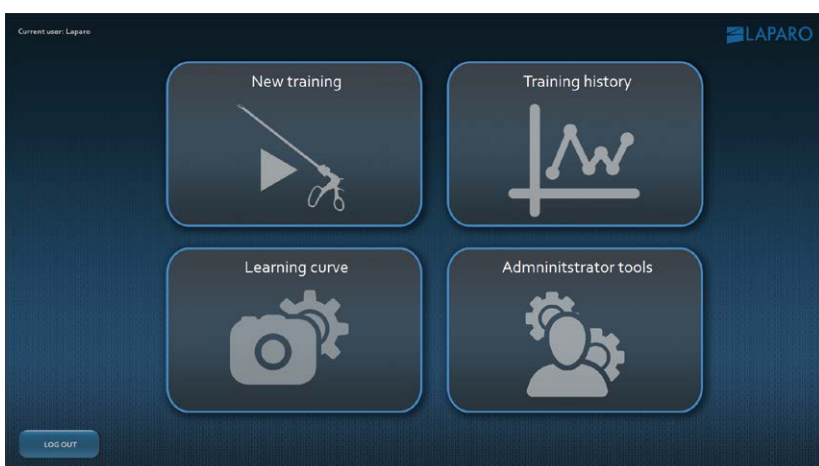 Current user: Laparo
LAPARO
New training
Training history
Learning curve
Admninitstrator tools
LOG OUT